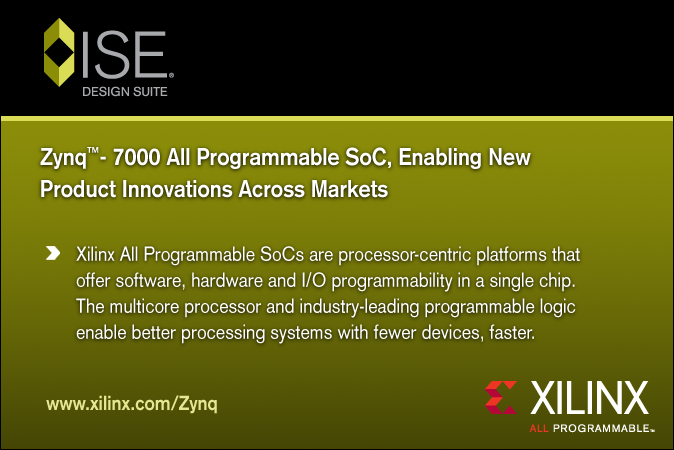 ISE®
DESIGN SUITE
Zynq™- 7000 All Programmable SoC, Enabling New
Product Innovations Across Markets
Xilinx All Programmable SoCs are processor-centric platforms that
offer software, hardware and I/O programmability in a single chip.
The multicore processor and industry-leading programmable logic
enable better processing systems with fewer devices, faster.
www.xilinx.com/Zynq
XILINX
ALL PROGRAMMABLE™